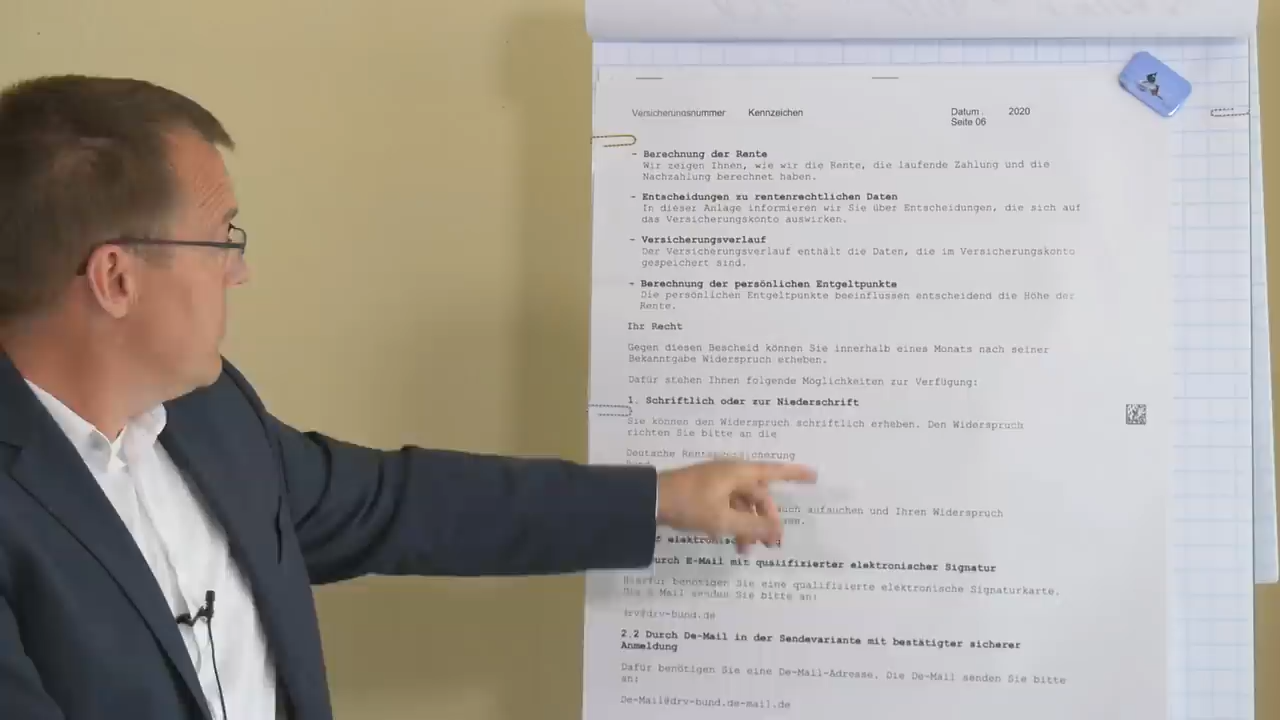 Versicherungsnummer Kennzeichen Datum 2020
Seite 06
- Berechnung der Rente
Wir zeigen Ihnen, wie wir die Rente, die laufende Zahlung und die
Nachzahlung berechnet haben.
- Entscheidungen zu rentenrechtlichen Daten
In dieser Anlage informieren wir Sie über Entscheidungen, die sich auf
das Versicherungskonto auswirken.
- Versicherungsverlauf
Der Versicherungsverlauf enthält die Daten, die im Versicherungskonto
gespeichert sind.
- Berechnung der persönlichen Entgeltpunkte
Die persönlichen Entgeltpunkte beeinflussen entscheidend die Höhe der
Rente.
Ihr Recht
Gegen diesen Bescheid können Sie innerhalb eines Monats nach seiner
Bekanntgabe Widerspruch erheben.
Dafür stehen Ihnen folgende Möglichkeiten zur Verfügung:
1. Schriftlich oder zur Niederschrift
Sie können den Widerspruch schriftlich erheben. Den Widerspruch
richten Sie bitte an die
Deutsche Rentenversicherung
auch aufsuchen und Ihren Widerspruch
Durch E-Mail mit qualifizierter elektronischer Signatur
Hierfür benötigen Sie eine qualifizierte elektronische Signaturkarte.
Die E-Mail senden Sie bitte an:
drv@drv-bund.de
2.2 Durch De-Mail in der Sendevariante mit bestätigter sicherer
Anmeldung
Dafür benötigen Sie eine De-Mail-Adresse. Die De-Mail senden Sie bitte
an:
De-Mail@drv-bund.de-mail.de